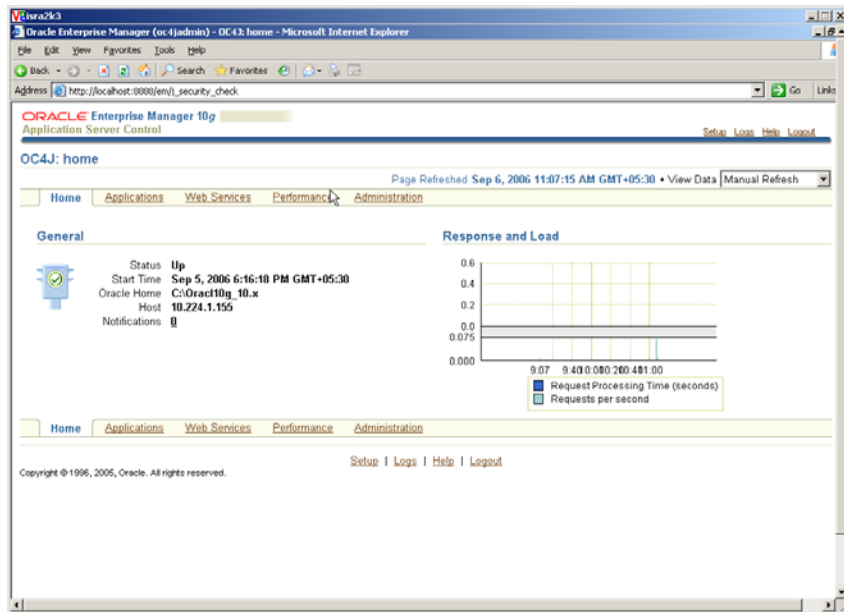 isra2k3
Oracle Enterprise Manager (oc4jadmin) - OC4J: home - Microsoft Internet Explorer
File Edit View Favorites Tools Help
Back Search Favorites
Address http://localhost:8888/em/j_security_check Go Links
ORACLE Enterprise Manager 10g
Application Server Control
Setup Logs Help Logout
OC4J: home
Page Refreshed Sep 6, 2006 11:07:15 AM GMT+05:30 • View Data Manual Refresh
Home Applications Web Services Performance Administration
General
Response and Load
Status Up
Start Time Sep 5, 2006 6:16:18 PM GMT+05:30
Oracle Home C:\Oracl10g_10.x
Host 10.224.1.155
Notifications 0
0.6
0.4
0.2
0.0
0.075
0.000
9:07
Request Processing Time (seconds)
Requests per second
Home Applications Web Services Performance Administration
Setup | Logs | Help | Logout
Copyright © 1996, 2005, Oracle. All rights reserved.